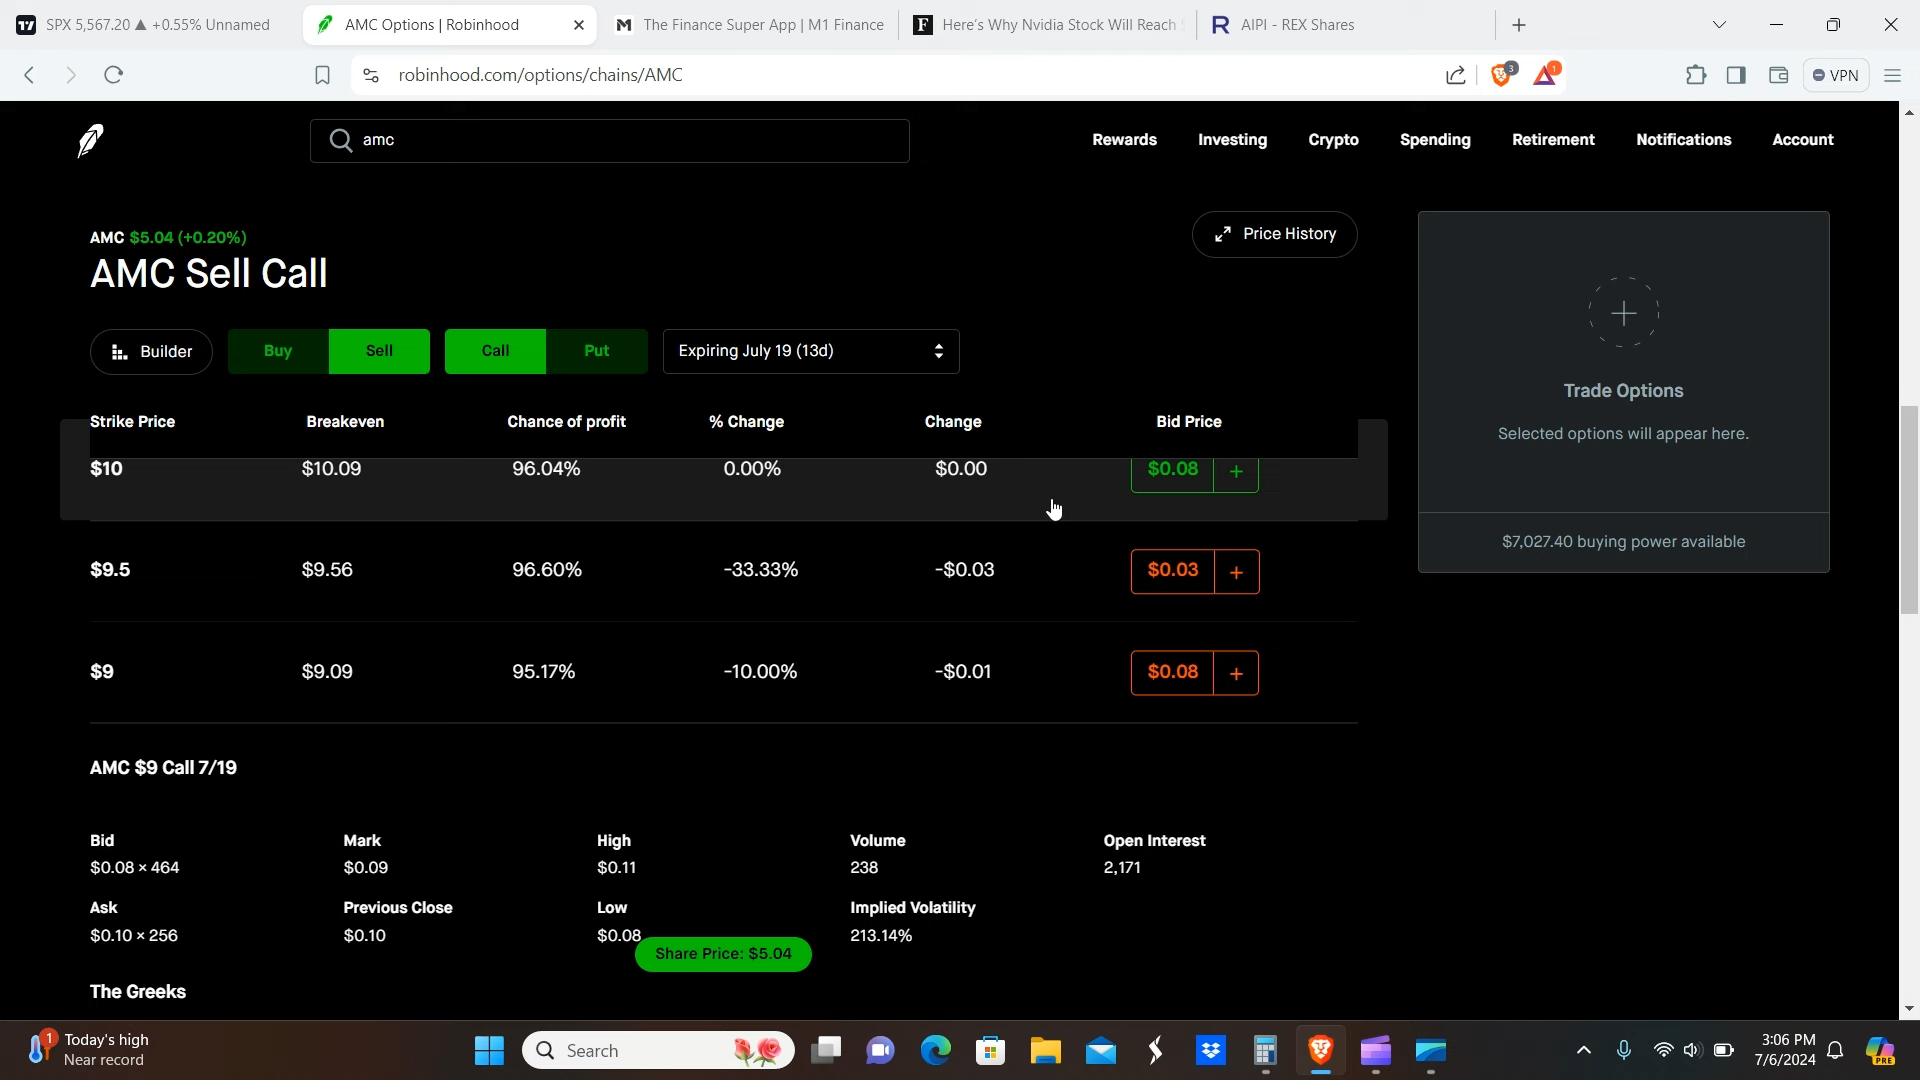 SPX 5,567.20 ▲ +0.55% Unnamed
AMC Options | Robinhood
The Finance Super App | M1 Finance
Here's Why Nvidia Stock Will Reach
AIPI - REX Shares
robinhood.com/options/chains/AMC
3
1
VPN
amc
Rewards Investing Crypto Spending Retirement Notifications Account
AMC $5.04 (+0.20%)
AMC Sell Call
Price History
Builder Buy Sell Call Put Expiring July 19 (13d)
Strike Price Breakeven Chance of profit % Change Change Bid Price
$10 $10.09 96.04% 0.00% $0.00 $0.08 +
$9.5 $9.56 96.60% -33.33% -$0.03 $0.03 +
$9 $9.09 95.17% -10.00% -$0.01 $0.08 +
Trade Options
Selected options will appear here.
$7,027.40 buying power available
AMC $9 Call 7/19
Bid Mark High Volume Open Interest
$0.08 × 464 $0.09 $0.11 238 2,171
Ask Previous Close Low Implied Volatility
$0.10 × 256 $0.10 $0.08 213.14%
Share Price: $5.04
The Greeks
1
Today's high
Near record
Search
3:06 PM
7/6/2024
PRE